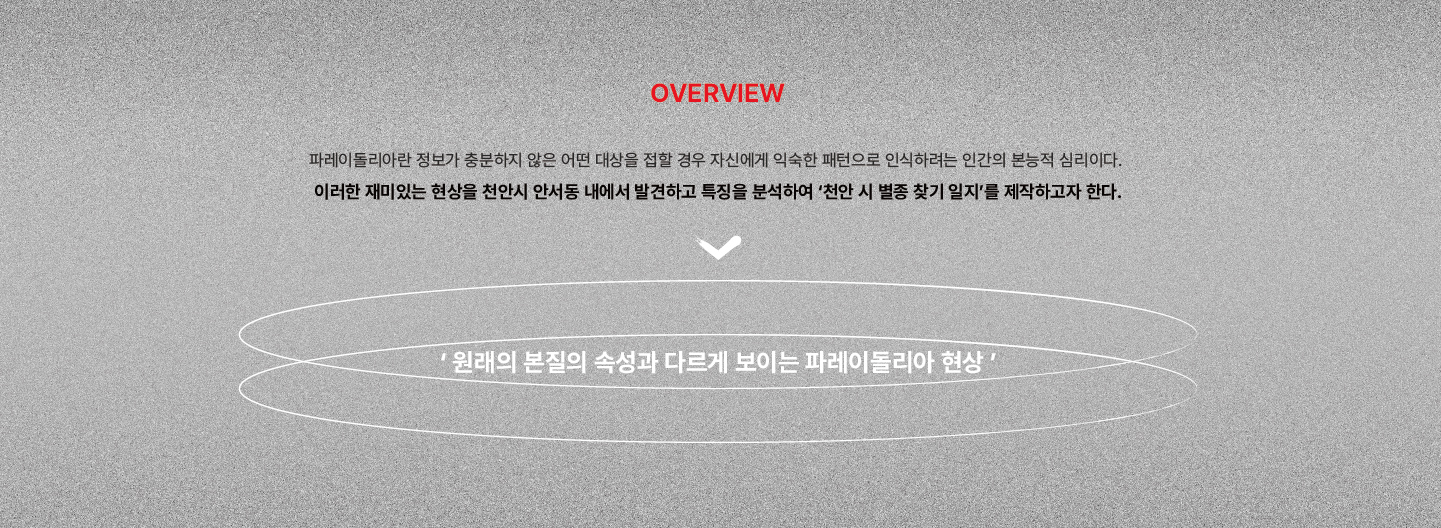 OVERVIEW
파레이돌리아란 정보가 충분하지 않은 어떤 대상을 접할 경우 자신에게 익숙한 패턴으로 인식하려는 인간의 본능적 심리이다.
이러한 재미있는 현상을 천안시 안서동 내에서 발견하고 특징을 분석하여 ‘천안 시 별종 찾기 일지’를 제작하고자 한다.
‘ 원래의 본질의 속성과 다르게 보이는 파레이돌리아 현상 ’